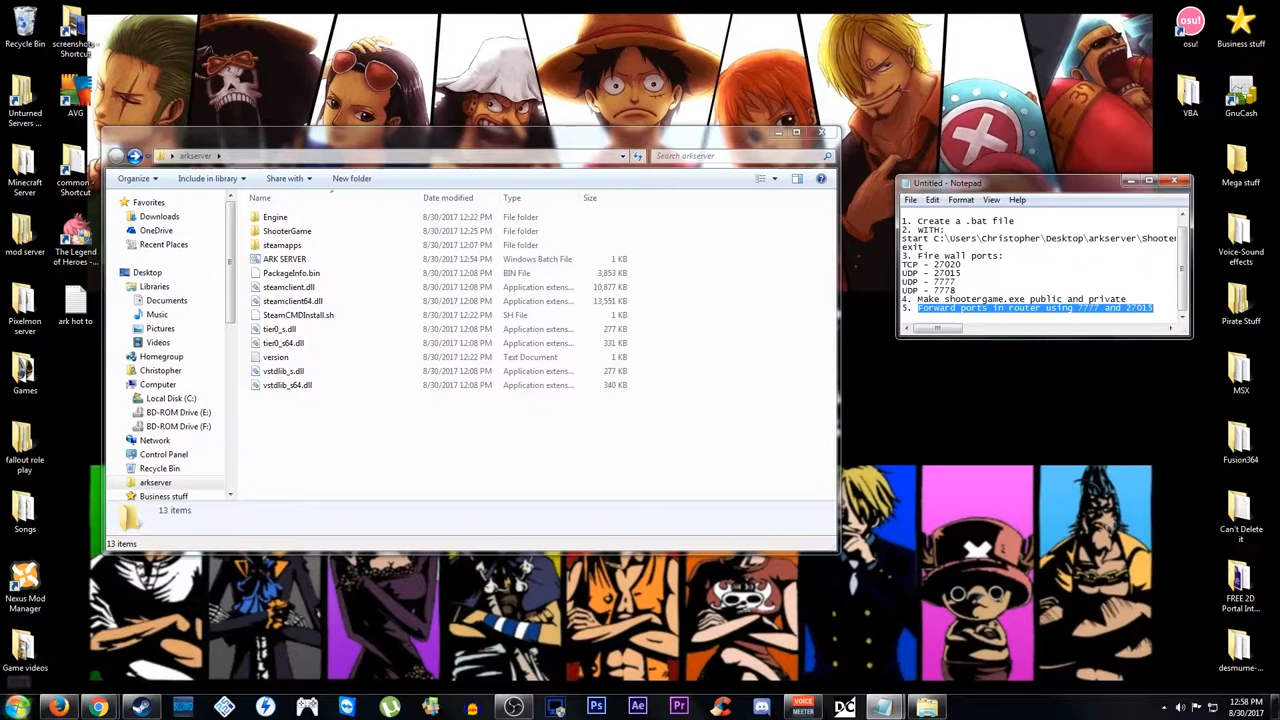 Recycle Bin
screenshot -
Shortcut
Unturned
Servers ...
AVG
Minecraft
Server
common -
Shortcut
mod server
The Legend
of Heroes -...
Pixelmon
server
ark hot to
Games
fallout role
play
Songs
Nexus Mod
Manager
Game videos
arkserver
Search arkserver
Organize
Include in library
Share with
New folder
Name
Date modified
Type
Size
Favorites
Downloads
OneDrive
Recent Places
Desktop
Libraries
Documents
Music
Pictures
Videos
Homegroup
Christopher
Computer
Local Disk (C:)
BD-ROM Drive (E:)
BD-ROM Drive (F:)
Network
Control Panel
Recycle Bin
arkserver
Business stuff
Engine 8/30/2017 12:22 PM File folder
ShooterGame 8/30/2017 12:25 PM File folder
steamapps 8/30/2017 12:07 PM File folder
ARK SERVER 8/30/2017 12:54 PM Windows Batch File 1 KB
PackageInfo.bin 8/30/2017 12:08 PM BIN File 3,853 KB
steamclient.dll 8/30/2017 12:08 PM Application extens... 10,877 KB
steamclient64.dll 8/30/2017 12:08 PM Application extens... 13,551 KB
SteamCMDInstall.sh 8/30/2017 12:22 PM SH File 1 KB
tier0_s.dll 8/30/2017 12:08 PM Application extens... 277 KB
tier0_s64.dll 8/30/2017 12:08 PM Application extens... 331 KB
version 8/30/2017 12:22 PM Text Document 1 KB
vstdlib_s.dll 8/30/2017 12:08 PM Application extens... 277 KB
vstdlib_s64.dll 8/30/2017 12:08 PM Application extens... 340 KB
13 items
13 items
Untitled - Notepad
File Edit Format View Help
1. Create a .bat file
2. WITH:
start C:\Users\Christopher\Desktop\arkserver\Shooter
exit
3. Fire wall ports:
TCP - 27020
UDP - 27015
UDP - 7777
UDP - 7778
4. Make shootergame.exe public and private
5. Forward ports in router using 7777 and 27015
osu!
osu!
Business stuff
VBA
GnuCash
Mega stuff
Voice-Sound
effects
Pirate Stuff
MSX
Fusion364
Can't Delete
it
FREE 2D
Portal Int...
desmume-...
Ps
Ae
Pr
VOICE
MEETER
DC
12:58 PM
8/30/2017